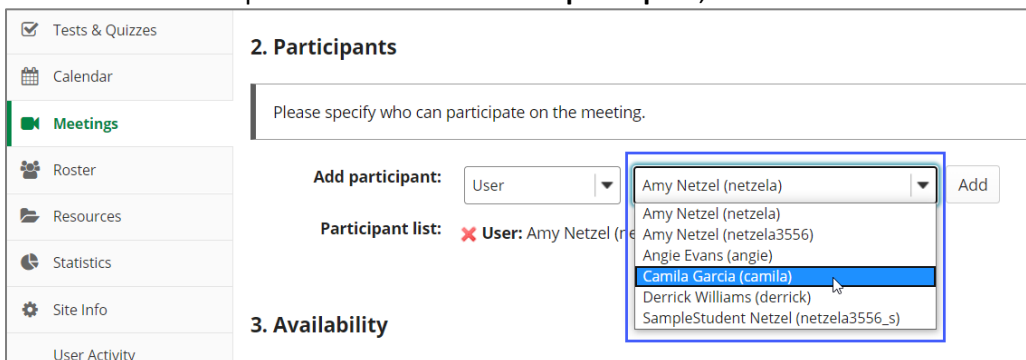 Tests & Quizzes
Calendar
Meetings
Roster
Resources
Statistics
Site Info
User Activity
2. Participants
Please specify who can participate on the meeting.
Add participant: User Amy Netzel (netzela) Add
Amy Netzel (netzela)
Amy Netzel (netzela3556)
Angie Evans (angie)
Camila Garcia (camila)
Derrick Williams (derrick)
SampleStudent Netzel (netzela3556_s)
Participant list: User: Amy Netzel
3. Availability